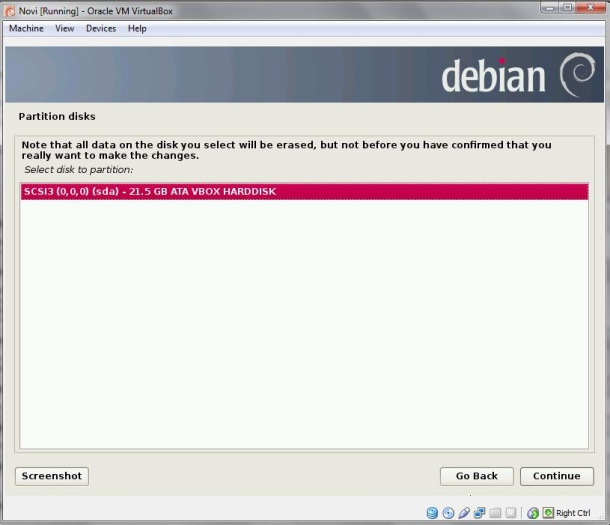 Novi [Running] - Oracle VM VirtualBox
Machine View Devices Help
debian
Partition disks
Note that all data on the disk you select will be erased, but not before you have confirmed that you
really want to make the changes.
Select disk to partition:
SCSI3 (0,0,0) (sda) - 21.5 GB ATA VBOX HARDDISK
Screenshot Go Back Continue
Right Ctrl